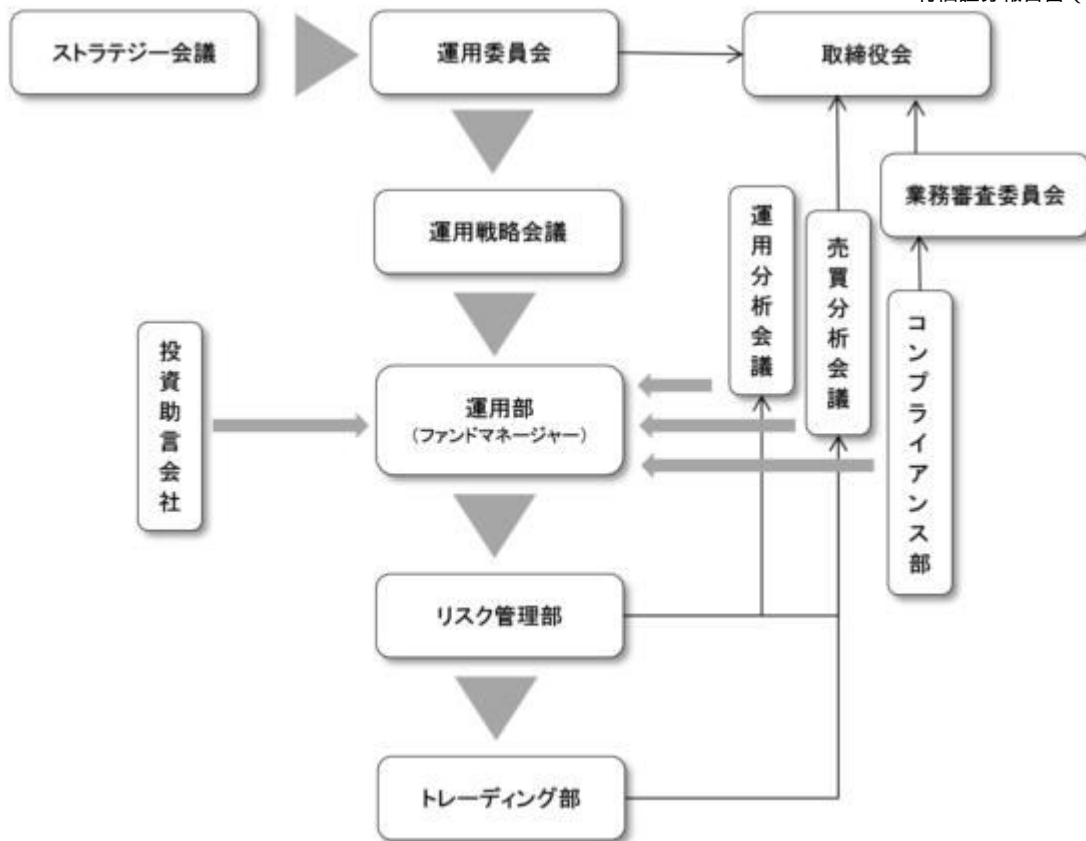 ストラテジー会議
運用委員会
取締役会
業務審査委員会
運用戦略会議
運用分析会議
売買分析会議
コンプライアンス部
投資助言会社
運用部
(ファンドマネージャー)
リスク管理部
トレーディング部